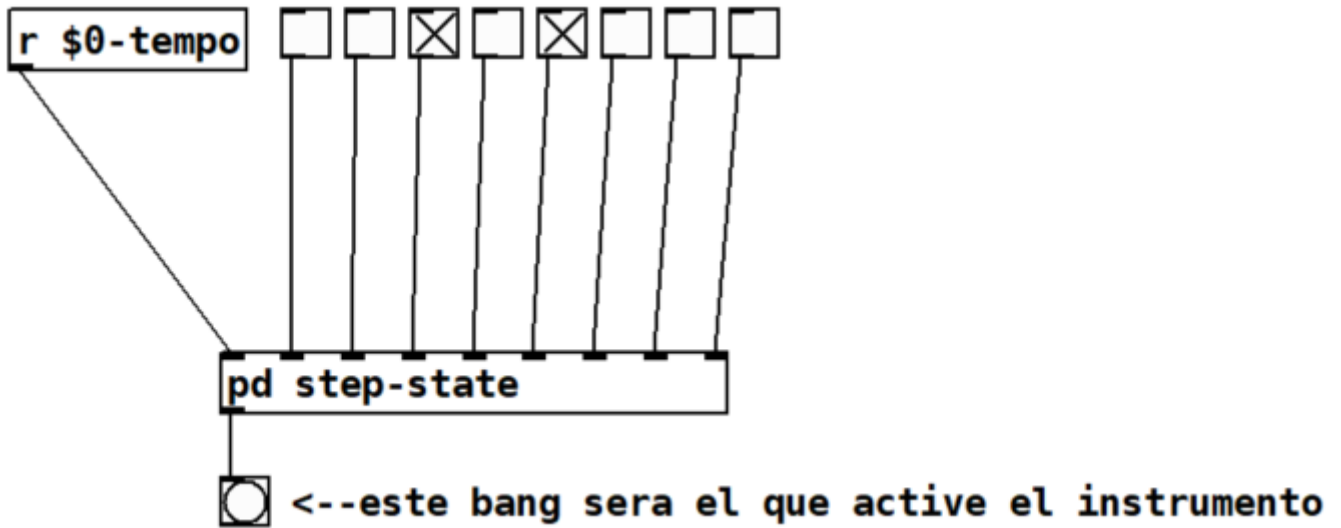 r $0-tempo
pd step-state
<--este bang sera el que active el instrumento